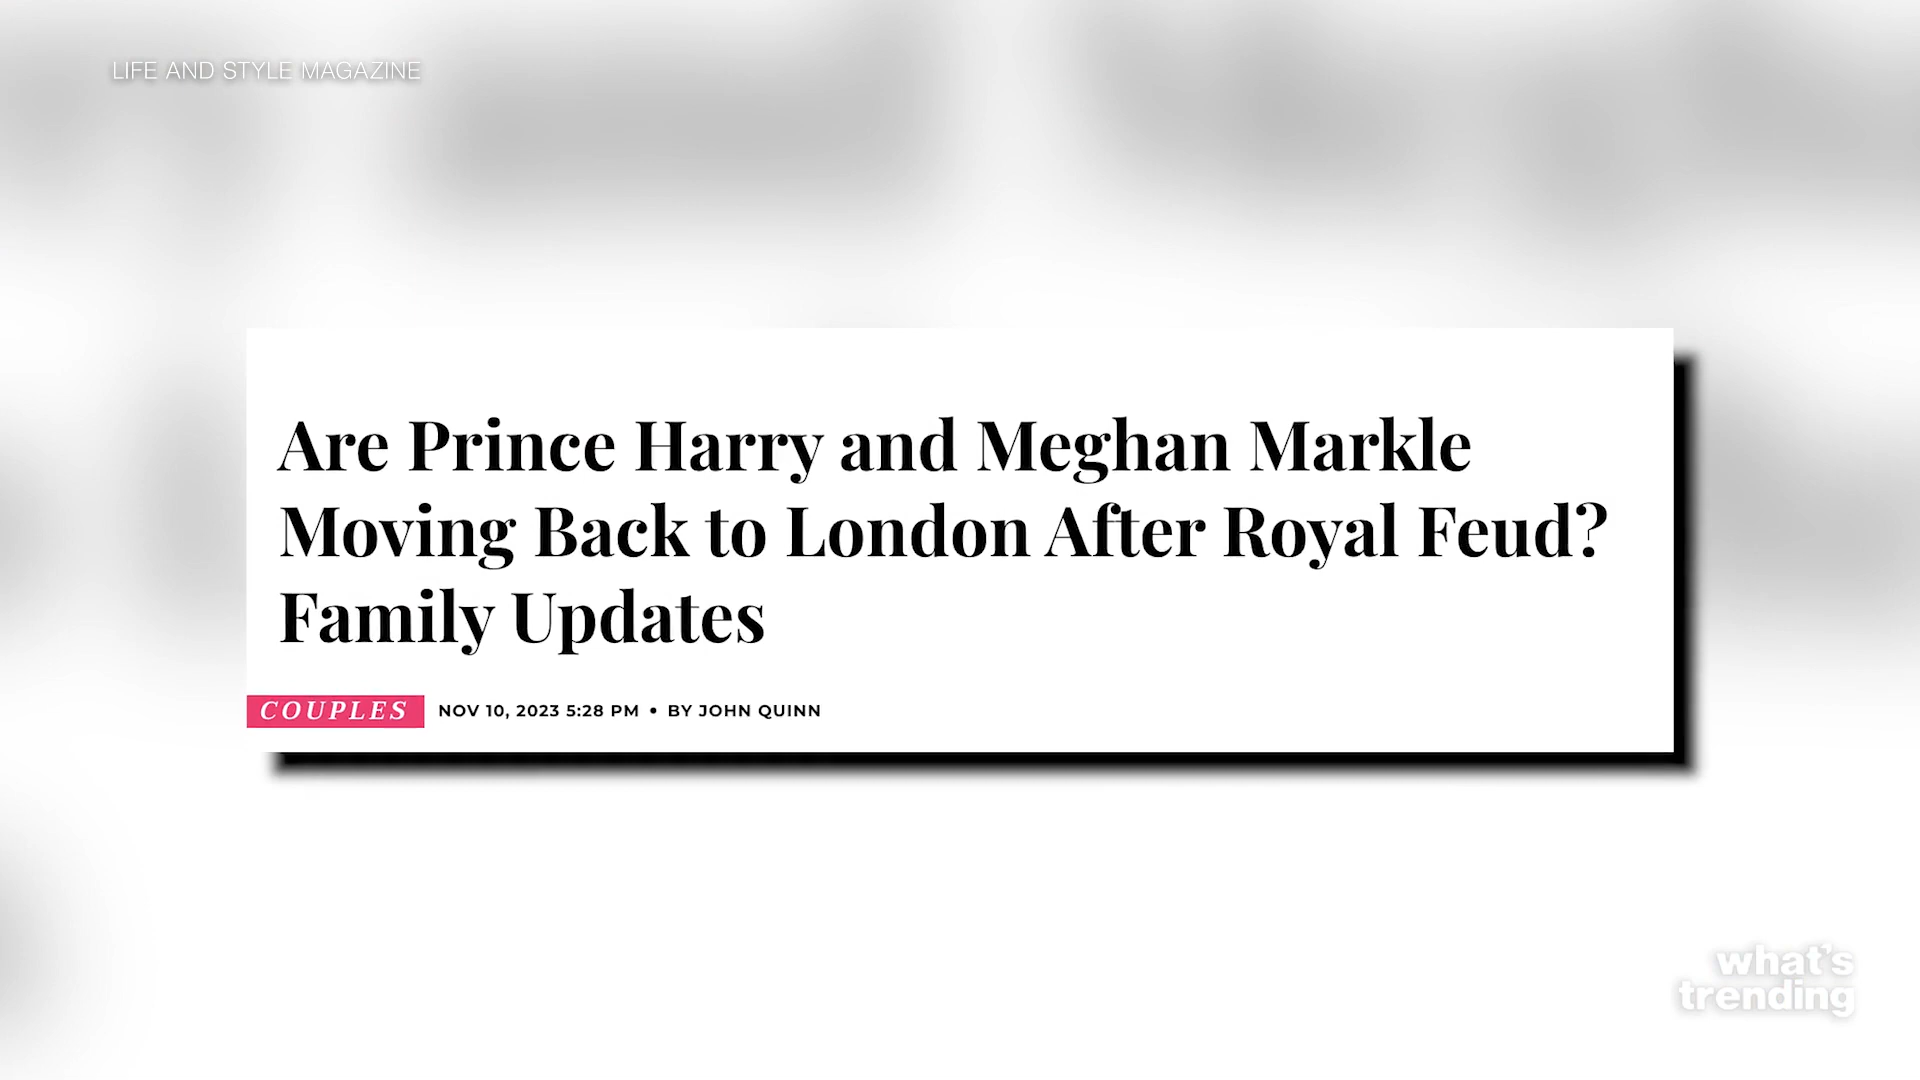 LIFE AND STYLE MAGAZINE
Are Prince Harry and Meghan Markle
Moving Back to London After Royal Feud?
Family Updates
COUPLES NOV 10, 2023 5:28 PM • BY JOHN QUINN
what's
trending